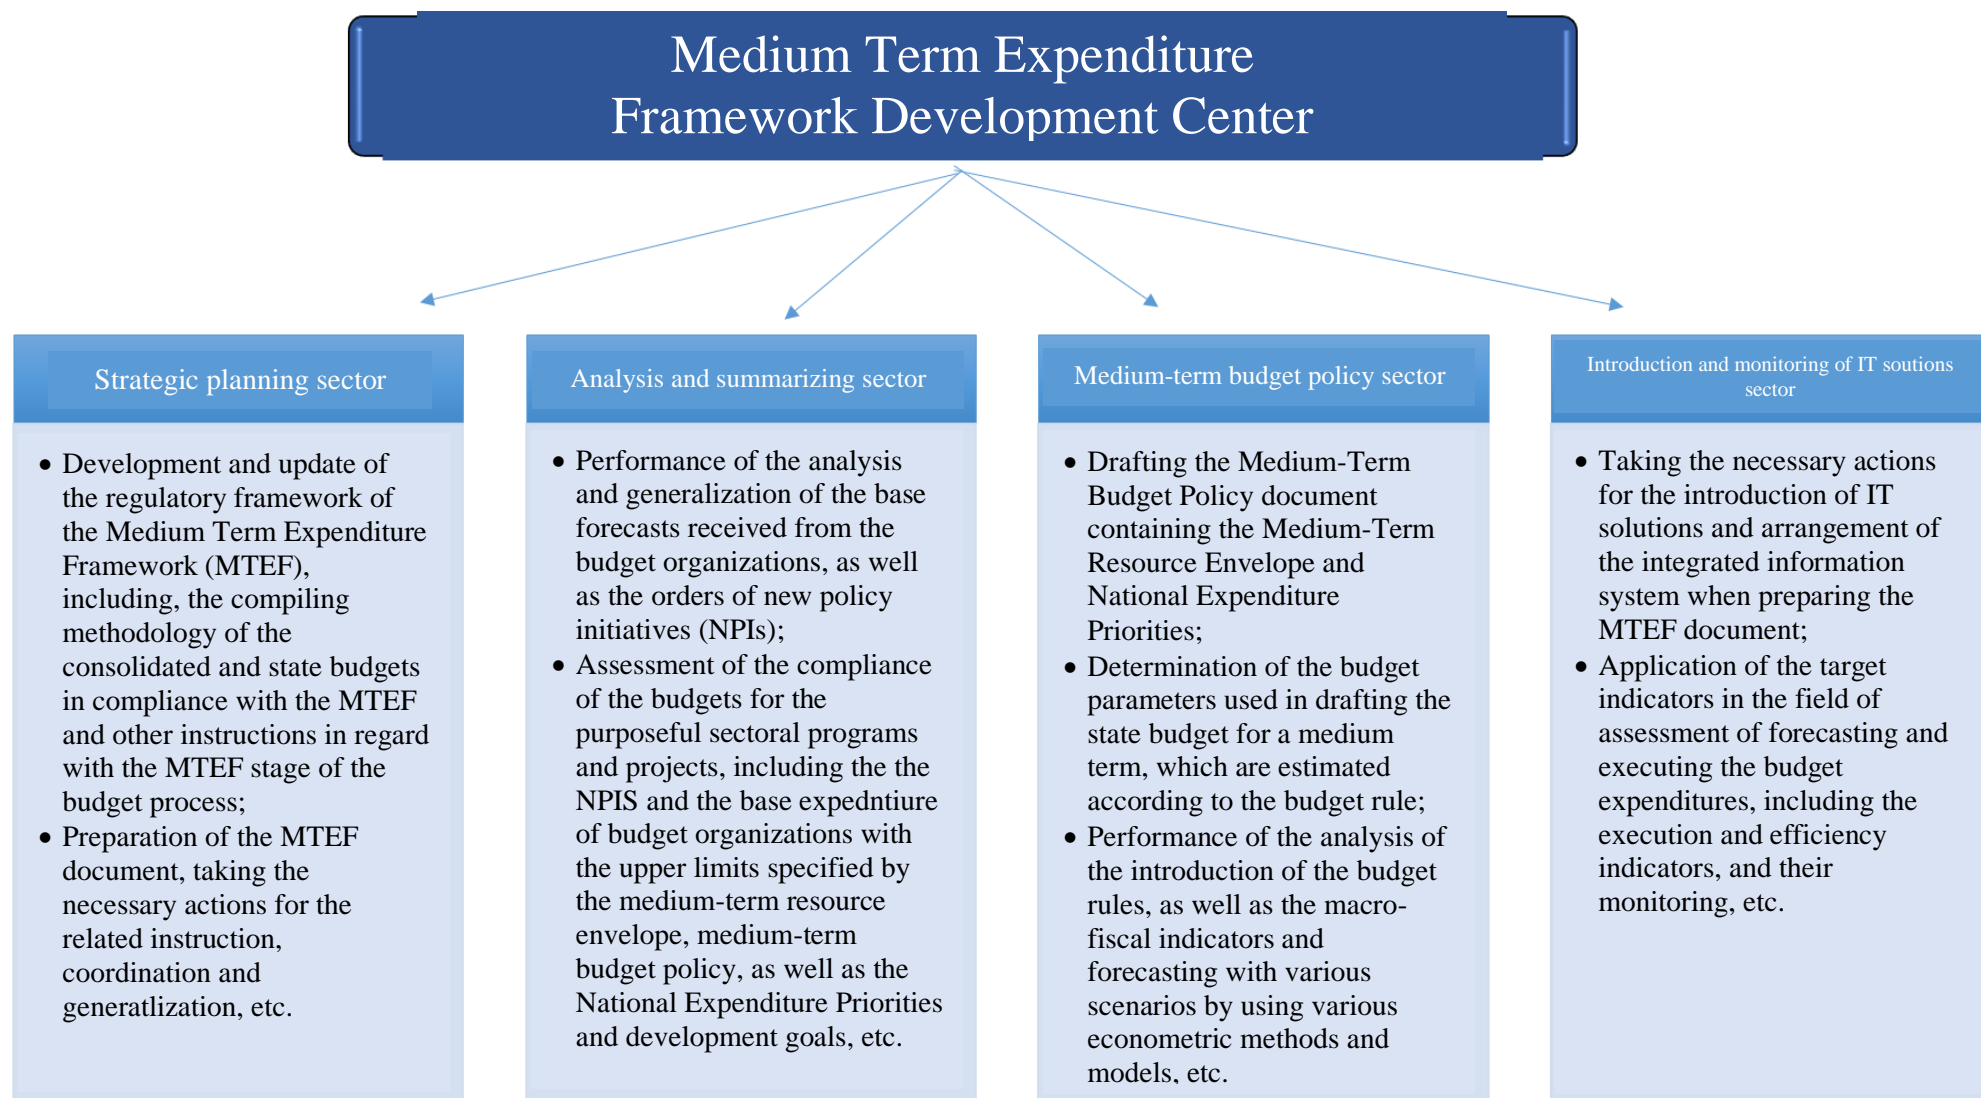 Medium Term Expenditure
Framework Development Center
Strategic planning sector
• Development and update of
the regulatory framework of
the Medium Term Expenditure
Framework (MTEF),
including, the compiling
methodology of the
consolidated and state budgets
in compliance with the MTEF
and other instructions in regard
with the MTEF stage of the
budget process;
• Preparation of the MTEF
document, taking the
necessary actions for the
related instruction,
coordination and
generatlization, etc.
Analysis and summarizing sector
• Performance of the analysis
and generalization of the base
forecasts received from the
budget organizations, as well
as the orders of new policy
initiatives (NPIs);
• Assessment of the compliance
of the budgets for the
purposeful sectoral programs
and projects, including the the
NPIS and the base expedntiure
of budget organizations with
the upper limits specified by
the medium-term resource
envelope, medium-term
budget policy, as well as the
National Expenditure Priorities
and development goals, etc.
Medium-term budget policy sector
• Drafting the Medium-Term
Budget Policy document
containing the Medium-Term
Resource Envelope and
National Expenditure
Priorities;
• Determination of the budget
parameters used in drafting the
state budget for a medium
term, which are estimated
according to the budget rule;
• Performance of the analysis of
the introduction of the budget
rules, as well as the macro-
fiscal indicators and
forecasting with various
scenarios by using various
econometric methods and
models, etc.
Introduction and monitoring of IT soutions
sector
• Taking the necessary actions
for the introduction of IT
solutions and arrangement of
the integrated information
system when preparing the
MTEF document;
• Application of the target
indicators in the field of
assessment of forecasting and
executing the budget
expenditures, including the
execution and efficiency
indicators, and their
monitoring, etc.